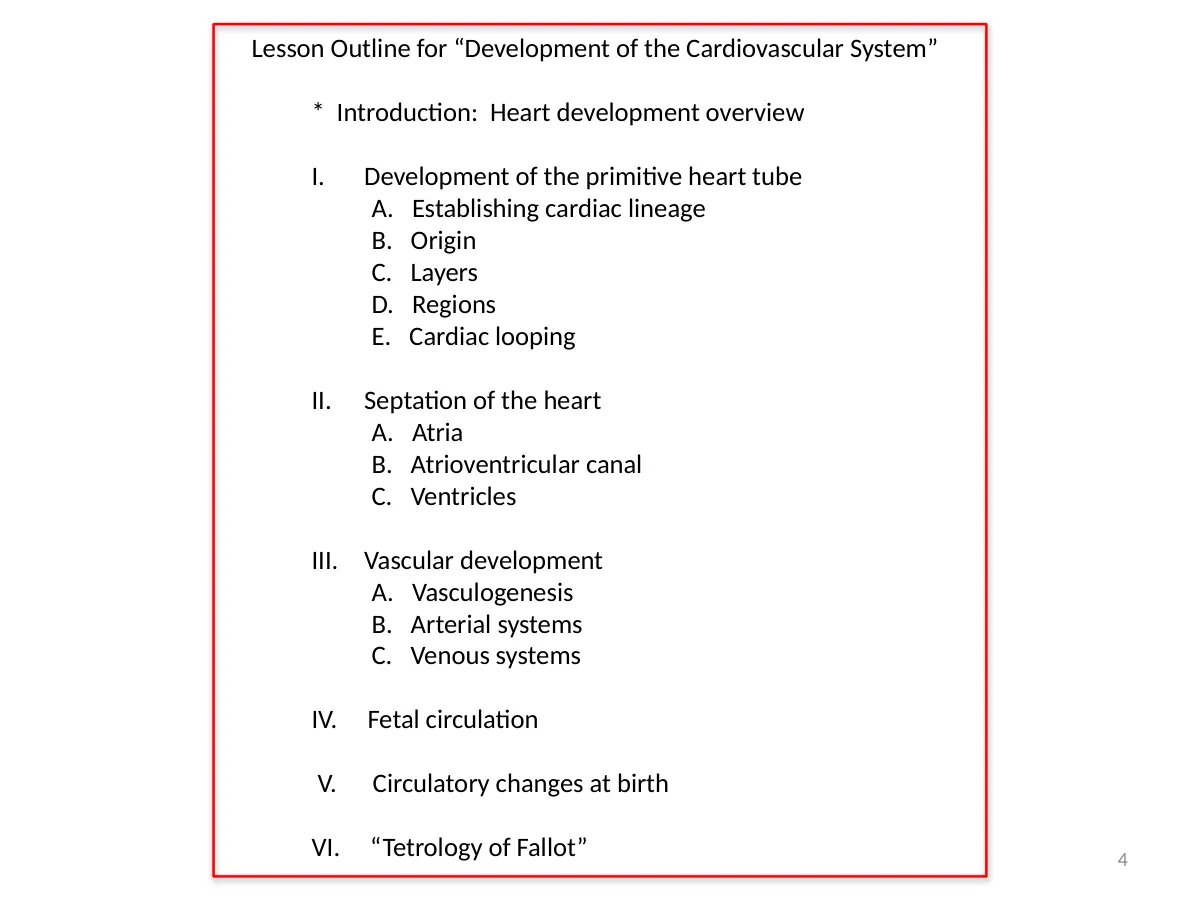 Lesson Outline for “Development of the Cardiovascular System”
* Introduction: Heart development overview
I. Development of the primitive heart tube
A. Establishing cardiac lineage
B. Origin
C. Layers
D. Regions
E. Cardiac looping
II. Septation of the heart
A. Atria
B. Atrioventricular canal
C. Ventricles
III. Vascular development
A. Vasculogenesis
B. Arterial systems
C. Venous systems
IV. Fetal circulation
V. Circulatory changes at birth
VI. “Tetrology of Fallot”
4